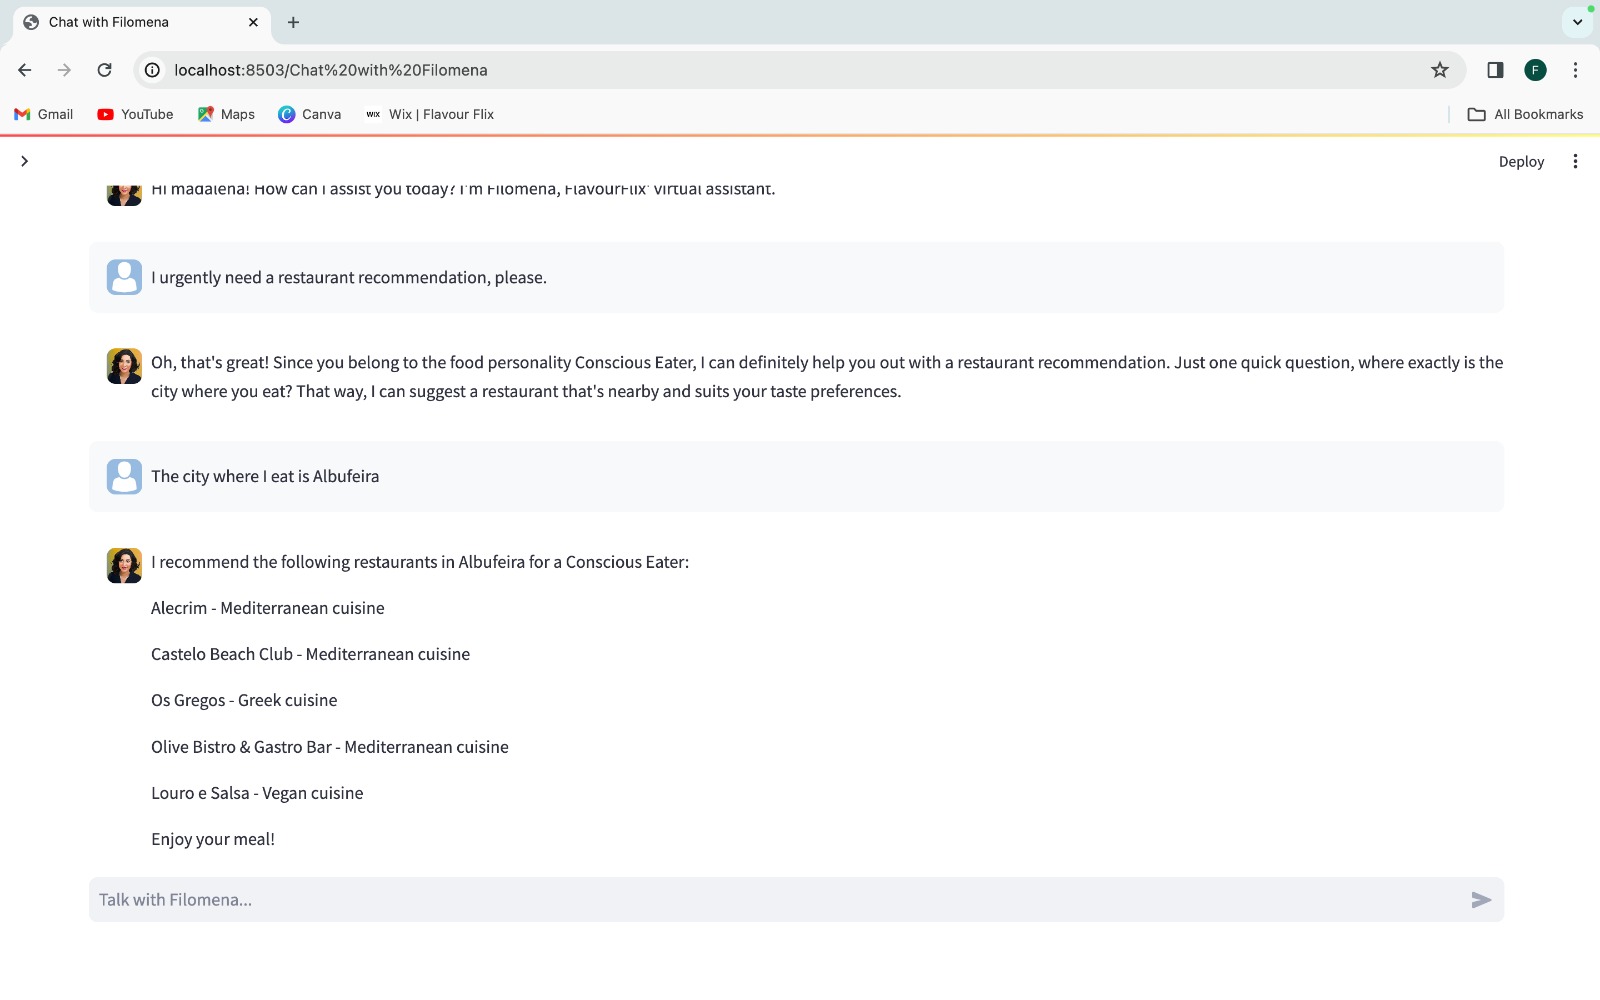 Chat with Filomena
localhost:8503/Chat%20with%20Filomena
F
Gmail
YouTube
Maps
Canva
WIX Wix | Flavour Flix
All Bookmarks
Deploy
Hi madalena! How can I assist you today? I'm Filomena, FlavourFlix' virtual assistant.
I urgently need a restaurant recommendation, please.
Oh, that's great! Since you belong to the food personality Conscious Eater, I can definitely help you out with a restaurant recommendation. Just one quick question, where exactly is the
city where you eat? That way, I can suggest a restaurant that's nearby and suits your taste preferences.
The city where I eat is Albufeira
I recommend the following restaurants in Albufeira for a Conscious Eater:
Alecrim - Mediterranean cuisine
Castelo Beach Club - Mediterranean cuisine
Os Gregos - Greek cuisine
Olive Bistro & Gastro Bar - Mediterranean cuisine
Louro e Salsa - Vegan cuisine
Enjoy your meal!
Talk with Filomena...